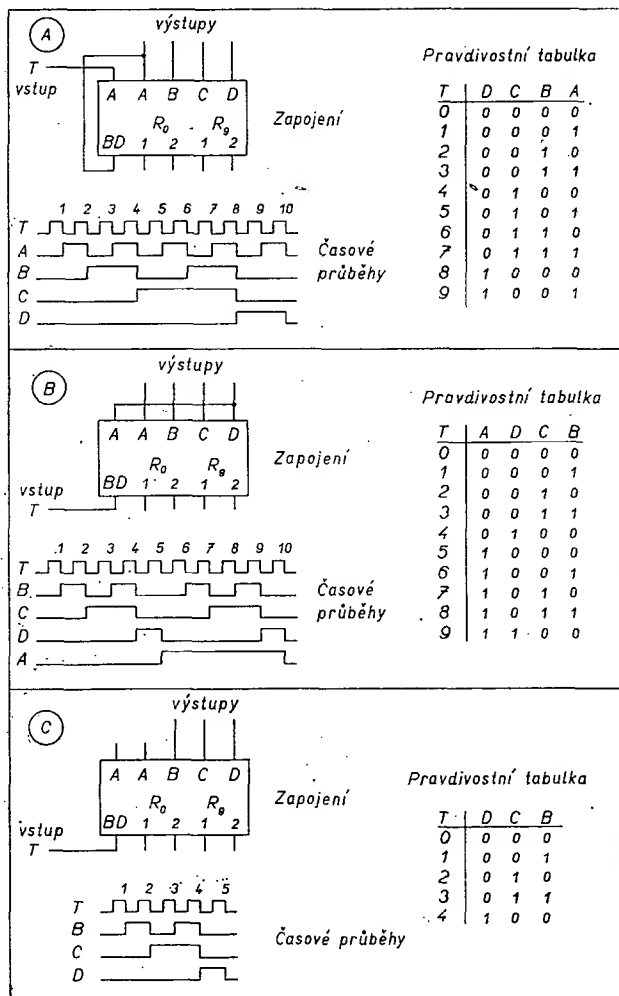 A
výstupy
T
vstup
A A B C D
R₀ R₉
BD 1 2 1 2
Zapojení
Pravdivostní tabulka
T D C B A
0 0 0 0 0
1 0 0 0 1
2 0 0 1 0
3 0 0 1 1
4 0 1 0 0
5 0 1 0 1
6 0 1 1 0
7 0 1 1 1
8 1 0 0 0
9 1 0 0 1
1 2 3 4 5 6 7 8 9 10
T
A
B
C
D
Časové
průběhy
B
výstupy
A A B C D
R₀ R₉
BD 1 2 1 2
vstup
T
Zapojení
Pravdivostní tabulka
T A D C B
0 0 0 0 0
1 0 0 0 1
2 0 0 1 0
3 0 0 1 1
4 0 1 0 0
5 1 0 0 0
6 1 0 0 1
7 1 0 1 0
8 1 0 1 1
9 1 1 0 0
1 2 3 4 5 6 7 8 9 10
T
B
C
D
A
Časové
průběhy
C
výstupy
A A B C D
R₀ R₉
BD 1 2 1 2
vstup
T
Zapojení
Pravdivostní tabulka
T D C B
0 0 0 0
1 0 0 1
2 0 1 0
3 0 1 1
4 1 0 0
1 2 3 4 5
T
B
C
D
Časové průběhy